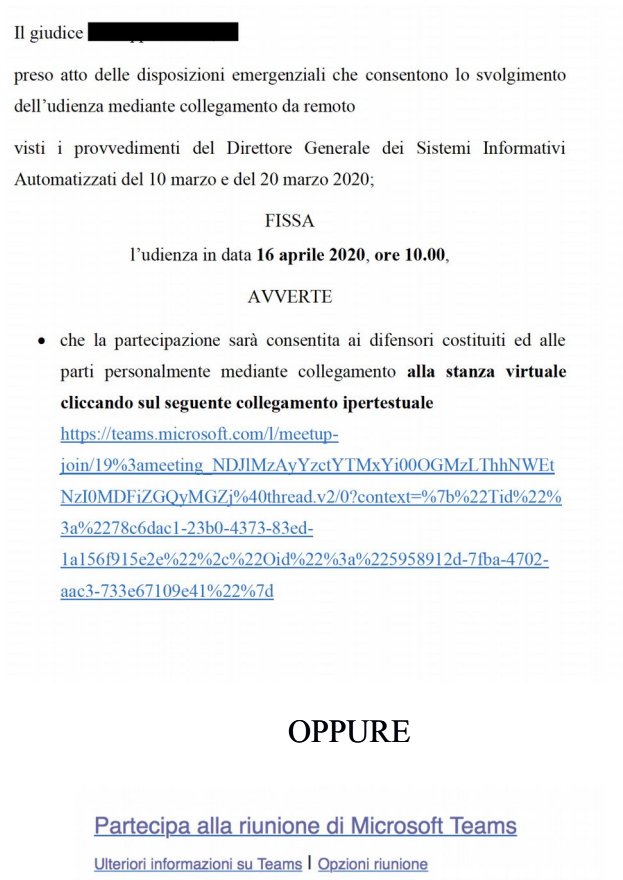 Il giudice
preso atto delle disposizioni emergenziali che consentono lo svolgimento
dell’udienza mediante collegamento da remoto
visti i provvedimenti del Direttore Generale dei Sistemi Informativi
Automatizzati del 10 marzo e del 20 marzo 2020;
FISSA
l’udienza in data 16 aprile 2020, ore 10.00,
AVVERTE
• che la partecipazione sarà consentita ai difensori costituiti ed alle
parti personalmente mediante collegamento alla stanza virtuale
cliccando sul seguente collegamento ipertestuale
https://teams.microsoft.com/l/meetup-
join/19%3ameeting_NDJlMzAyYzctYTMxYi00OGMzLThhNWEt
NzI0MDFiZGQyMGZj%40thread.v2/0?context=%7b%22Tid%22%
3a%2278c6dac1-23b0-4373-83ed-
1a156f915e2e%22%2c%22Oid%22%3a%225958912d-7fba-4702-
aac3-733e67109e41%22%7d
OPPURE
Partecipa alla riunione di Microsoft Teams
Ulteriori informazioni su Teams | Opzioni riunione